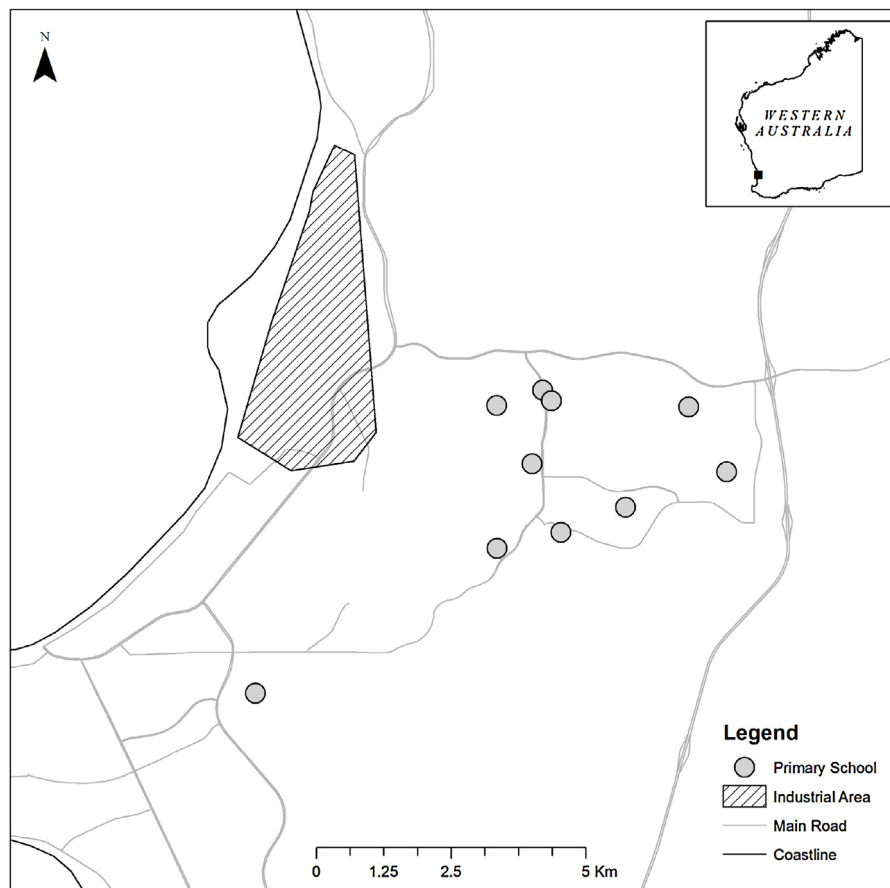 N
WESTERN
AUSTRALIA
Legend
Primary School
Industrial Area
Main Road
Coastline
0 1.25 2.5 5 Km